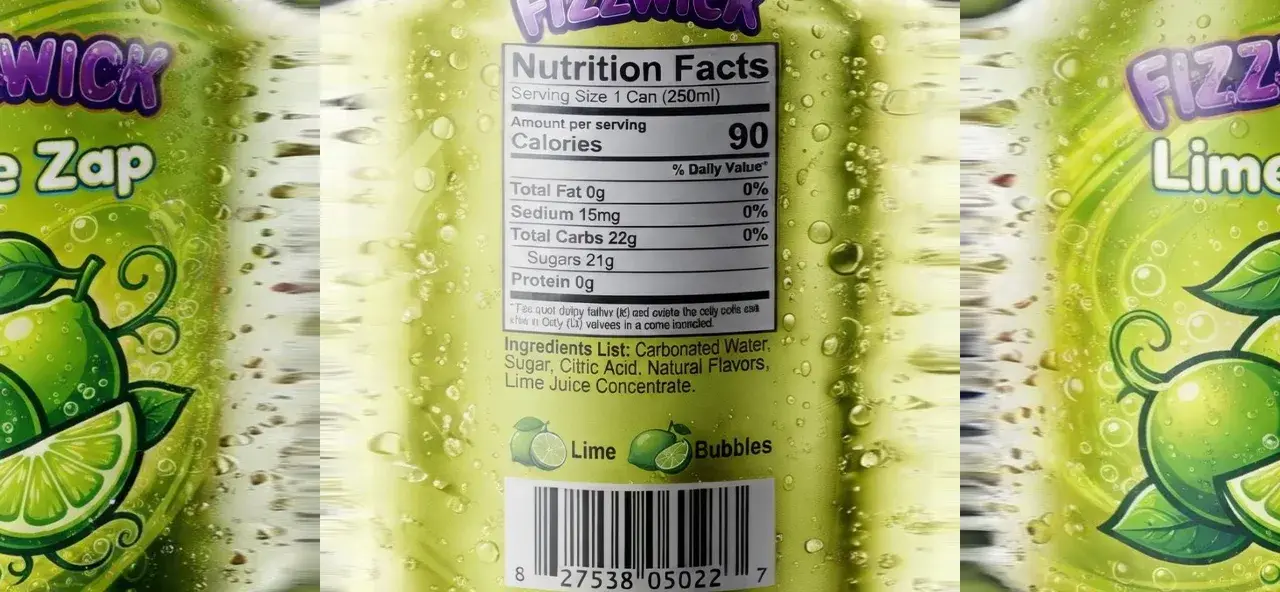 WICK
e Zap
FIZZWICK
Nutrition Facts
Serving Size 1 Can (250ml)
Amount per serving
Calories 90
% Daily Value*
Total Fat 0g 0%
Sedium 15mg 0%
Total Carbs 22g 0%
Sugars 21g
Protein 0g
Ingredients List: Carbonated Water,
Sugar, Citric Acid. Natural Flavors,
Lime Juice Concentrate.
Lime Bubbles
8 27538 05022 7
FIZZ
Lime